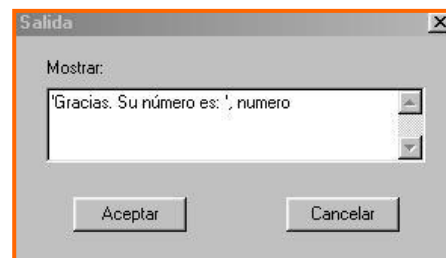 Salida
Mostrar:
'Gracias. Su número es: ', numero
Aceptar
Cancelar